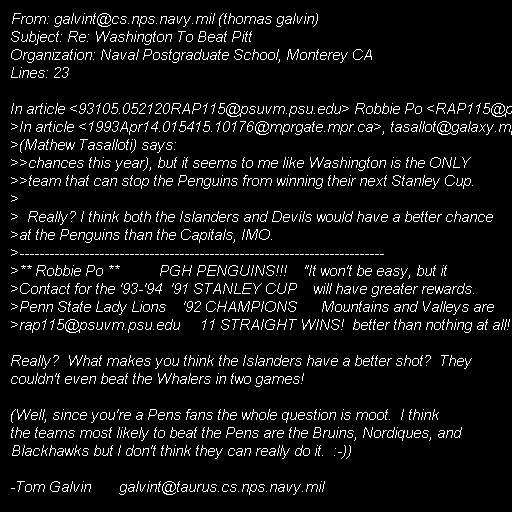 From: galvint@cs.nps.navy.mil (thomas galvin)
Subject: Re: Washington To Beat Pitt
Organization: Naval Postgraduate School, Monterey CA
Lines: 23

In article <93105.052120RAP115@psuvm.psu.edu> Robbie Po <RAP115@p
>In article <1993Apr14.015415.10176@mprgate.mpr.ca>, tasallot@galaxy.m
>(Mathew Tasalloti) says:
>>chances this year), but it seems to me like Washington is the ONLY
>>team that can stop the Penguins from winning their next Stanley Cup.
>
>  Really? I think both the Islanders and Devils would have a better chance
>at the Penguins than the Capitals, IMO.
>-------------------------------------------------------------------------
>** Robbie Po **          PGH PENGUINS!!!    "It won't be easy, but it
>Contact for the '93-'94  '91 STANLEY CUP    will have greater rewards.
>Penn State Lady Lions    '92 CHAMPIONS      Mountains and Valleys are
>rap115@psuvm.psu.edu     11 STRAIGHT WINS!  better than nothing at all!

Really?  What makes you think the Islanders have a better shot?  They
couldn't even beat the Whalers in two games!

(Well, since you're a Pens fans the whole question is moot.  I think
the teams most likely to beat the Pens are the Bruins, Nordiques, and
Blackhawks but I don't think they can really do it.  :-))

-Tom Galvin       galvint@taurus.cs.nps.navy.mil